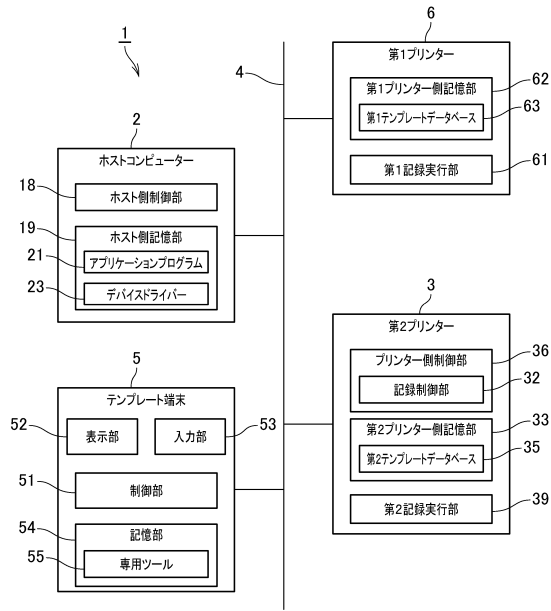 1
4
2
ホストコンピューター
18
ホスト側制御部
19
ホスト側記憶部
21
アプリケーションプログラム
23
デバイスドライバー
5
テンプレート端末
52
表示部
入力部
53
51
制御部
54
記憶部
55
専用ツール
6
第1プリンター
第1プリンター側記憶部
62
第1テンプレートデータベース
63
第1記録実行部
61
3
第2プリンター
プリンター側制御部
36
記録制御部
32
第2プリンター側記憶部
33
第2テンプレートデータベース
35
第2記録実行部
39